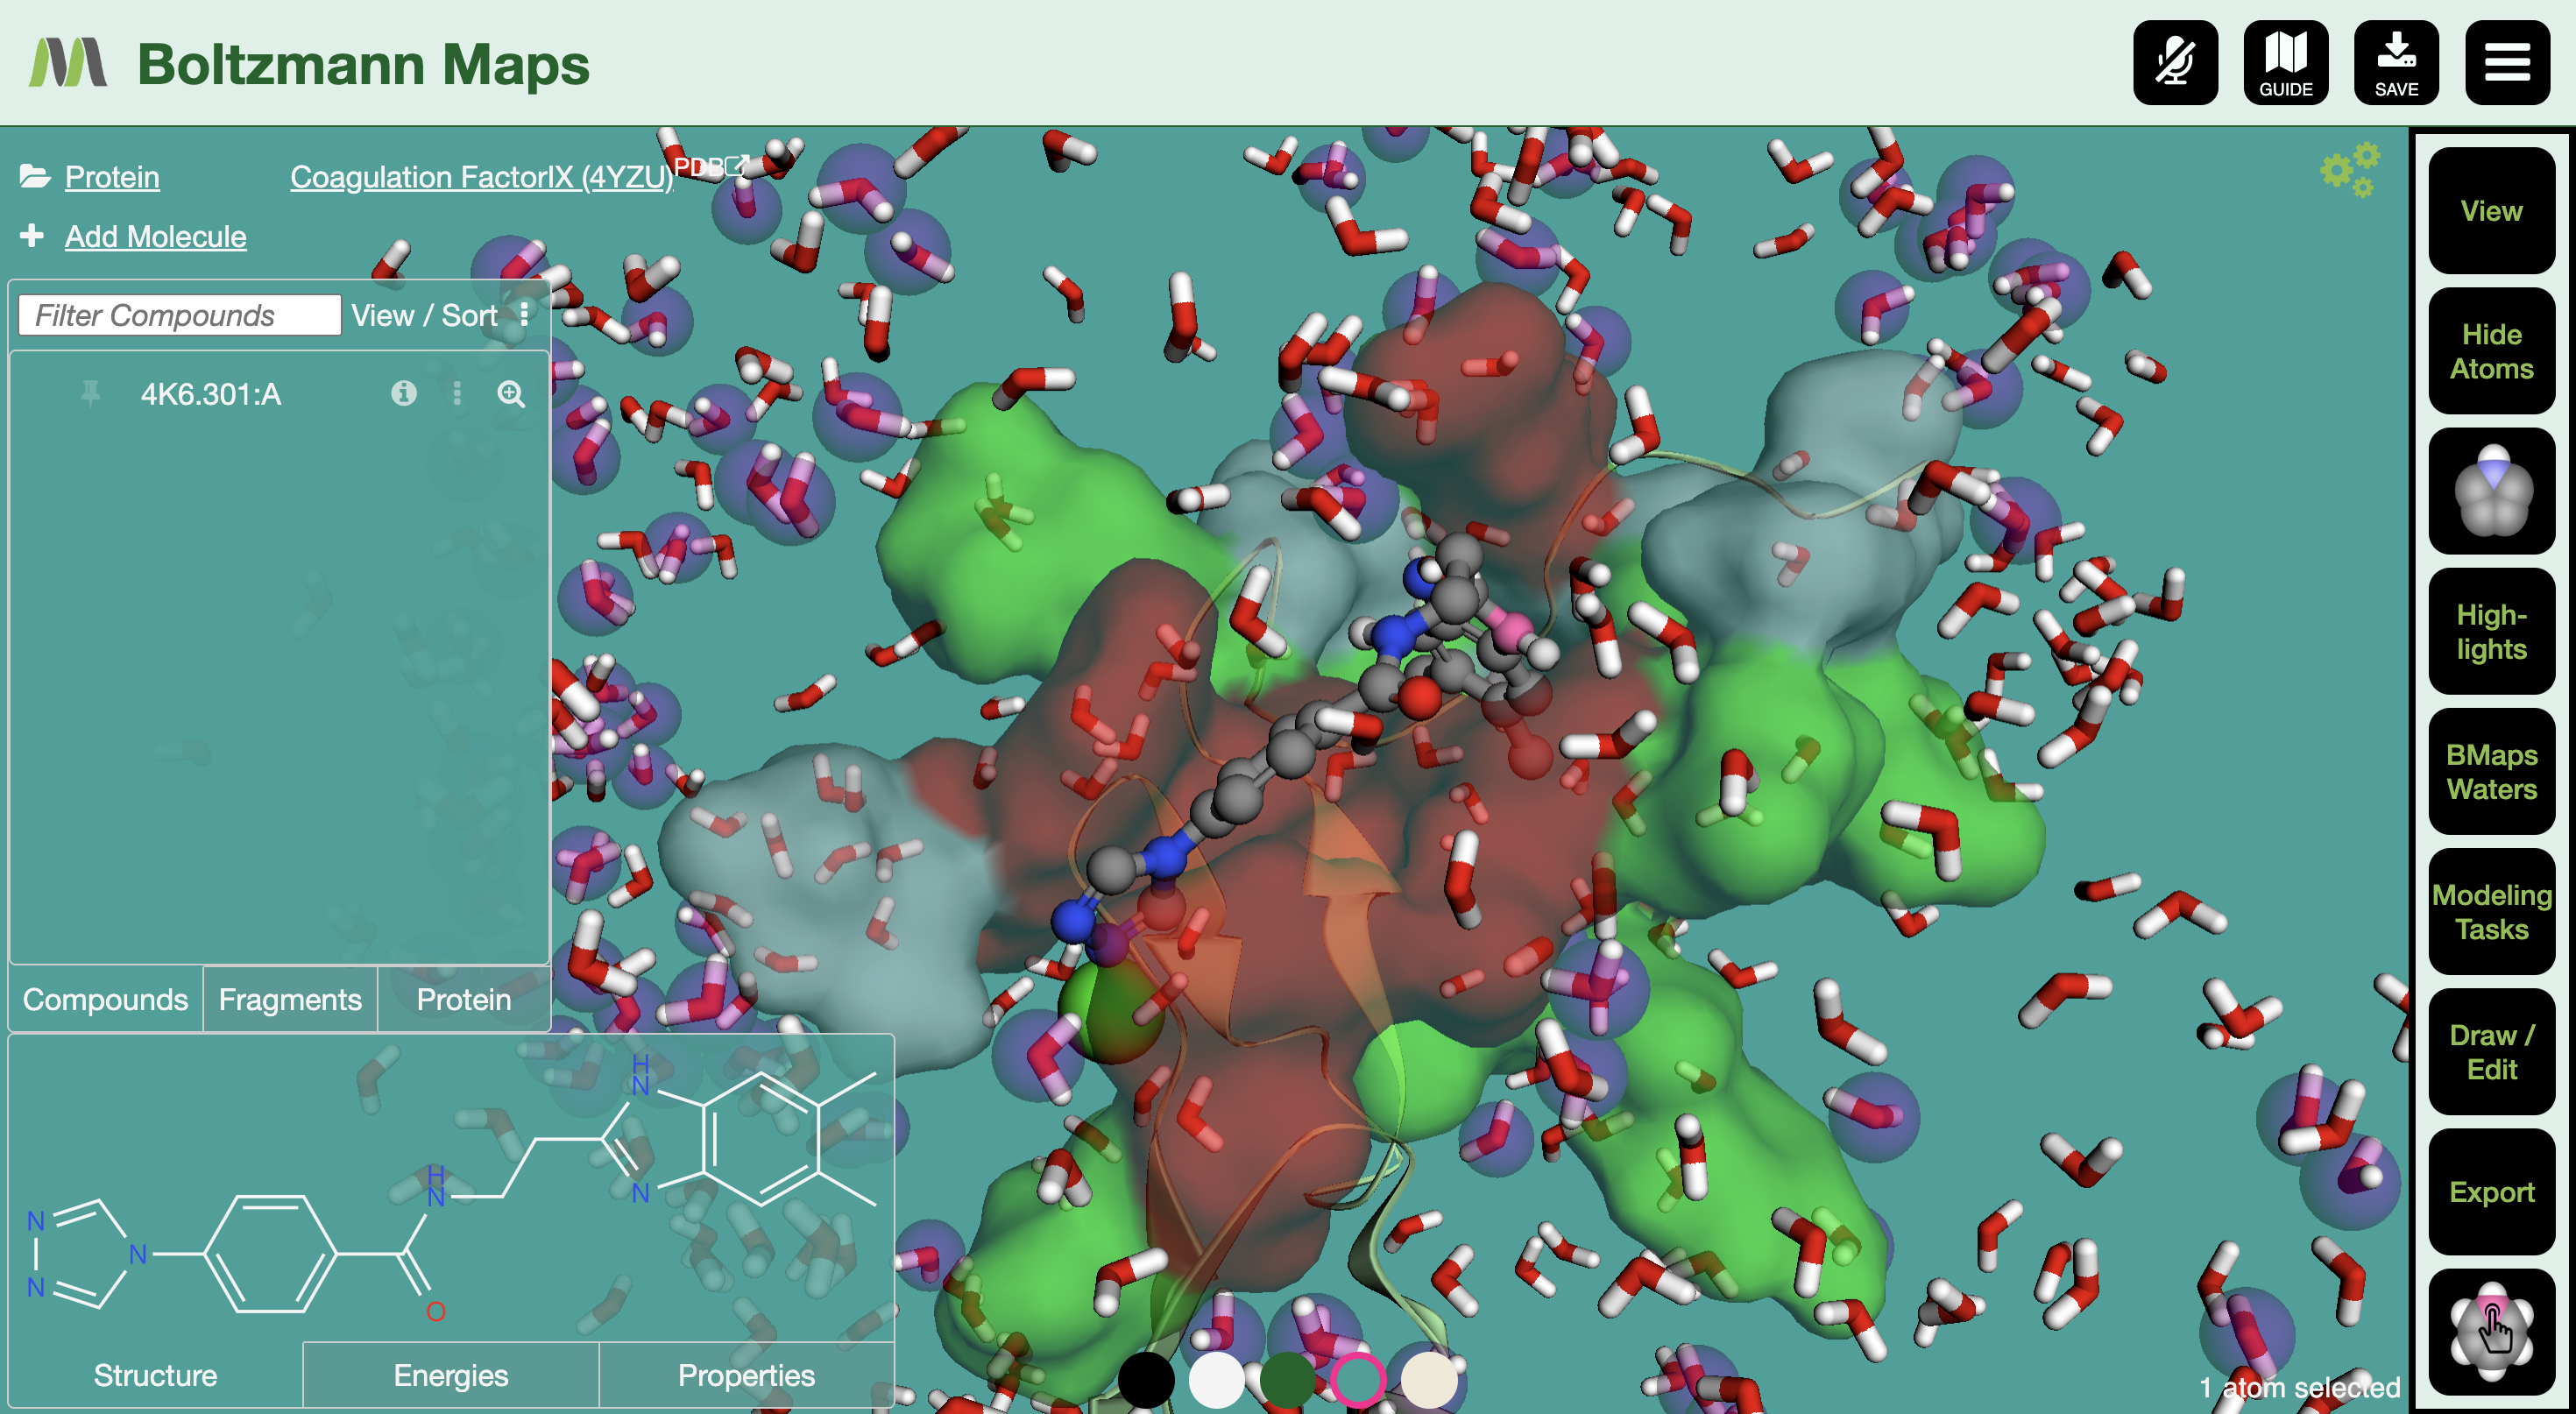 Boltzmann Maps
GUIDE
SAVE
Protein
Coagulation FactorIX (4YZU)
PDB
Add Molecule
Filter Compounds
View / Sort
4K6.301:A
Compounds
Fragments
Protein
H
N
N
H
N
N
N
N
O
Structure
Energies
Properties
View
Hide
Atoms
High-
lights
BMaps
Waters
Modeling
Tasks
Draw /
Edit
Export
1 atom selected